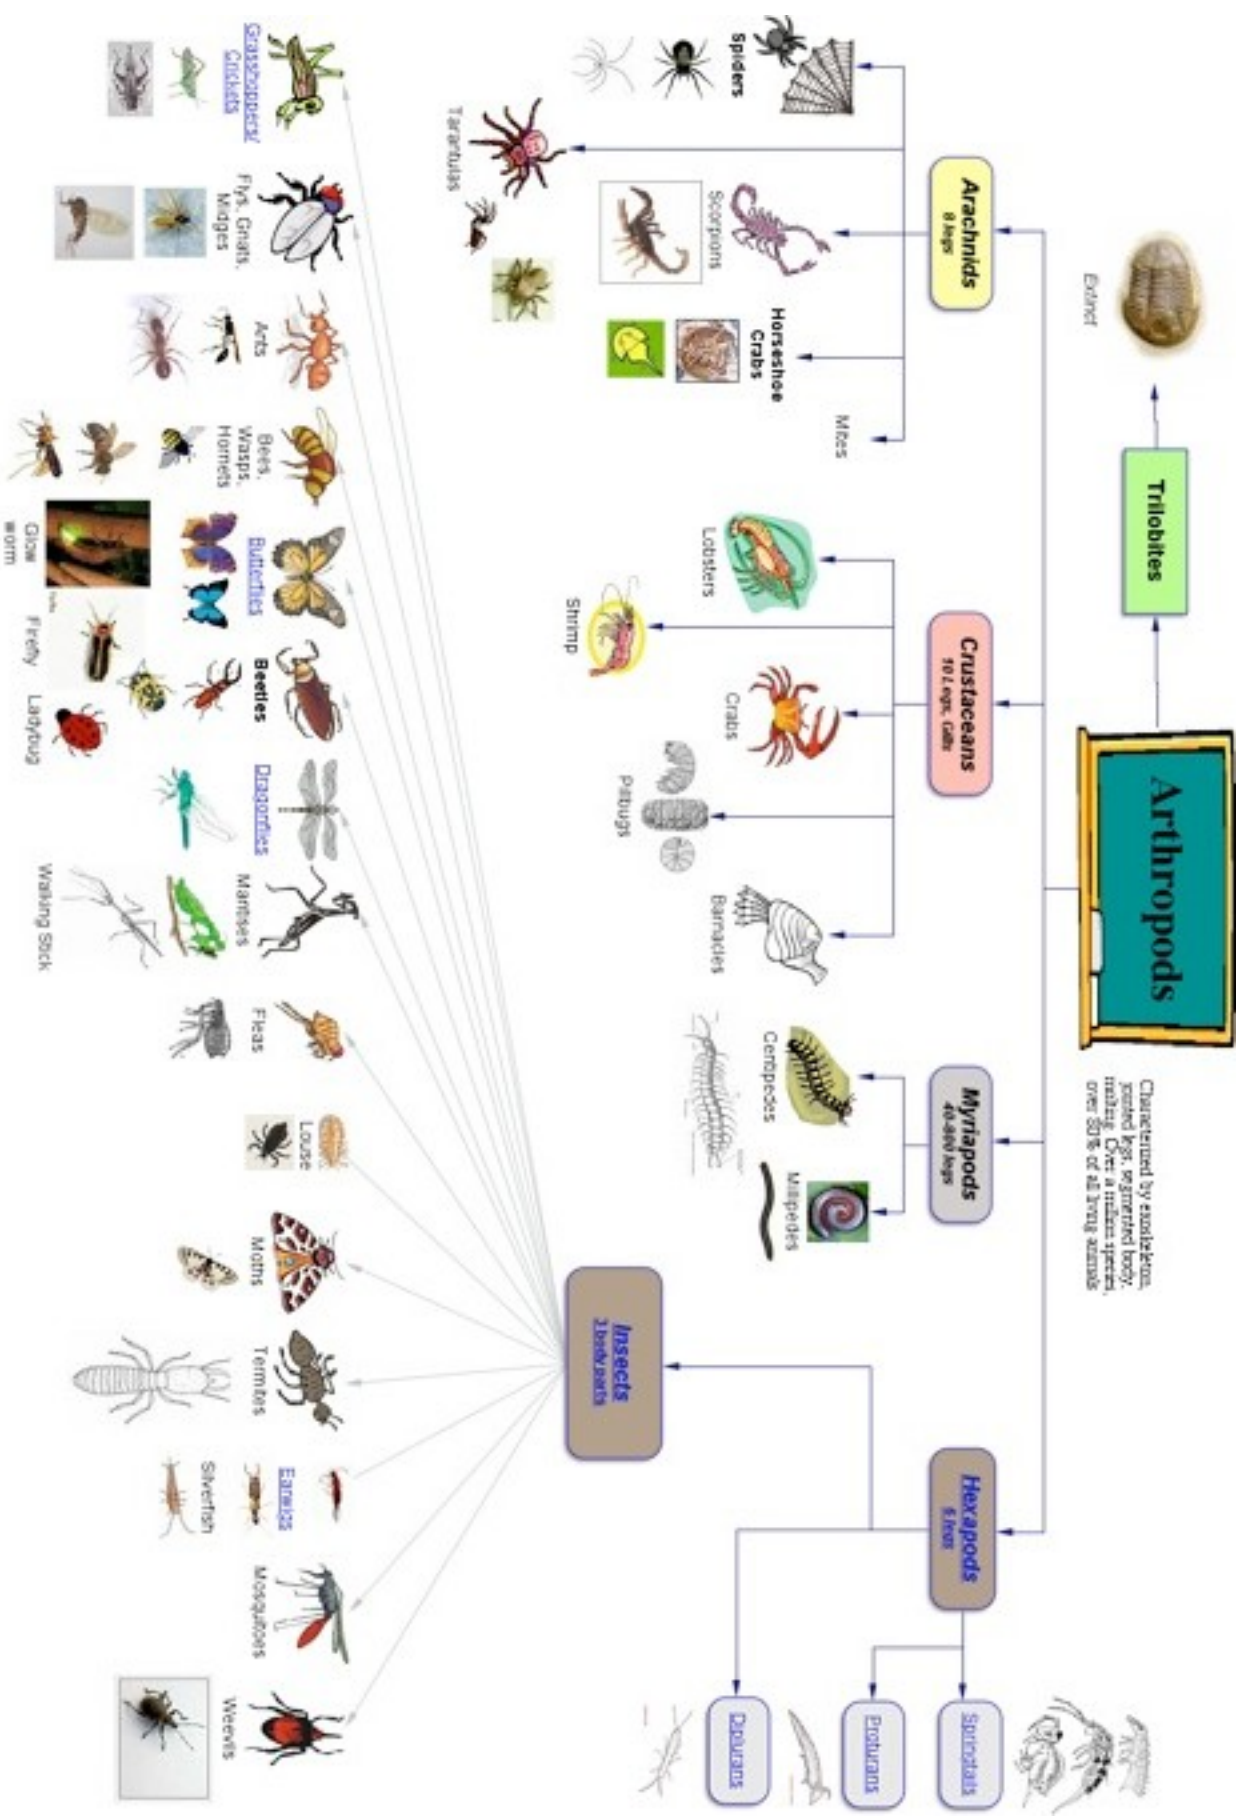 Arthropods
Characterized by exoskeleton,
jointed legs, segmented body,
molting. Over a million species,
over 80% of all living animals
Trilobites
Extinct
Arachnids
8 legs
Spiders
Tarantulas
Scorpions
Horseshoe
Crabs
Mites
Crustaceans
10 Legs, Gills
Lobsters
Shrimp
Crabs
Pillbugs
Barnacles
Myriapods
40-800 legs
Centipedes
Millipedes
Hexapods
6 legs
Springtails
Proturans
Diplurans
Insects
3 body parts
Grasshoppers/
Crickets
Flys, Gnats,
Midges
Ants
Bees,
Wasps,
Hornets
Butterflies
Beetles
Glow
worm
Firefly
Ladybug
Dragonflies
Mantises
Walking Stick
Fleas
Louse
Moths
Termites
Earwigs
Silverfish
Mosquitoes
Weevils